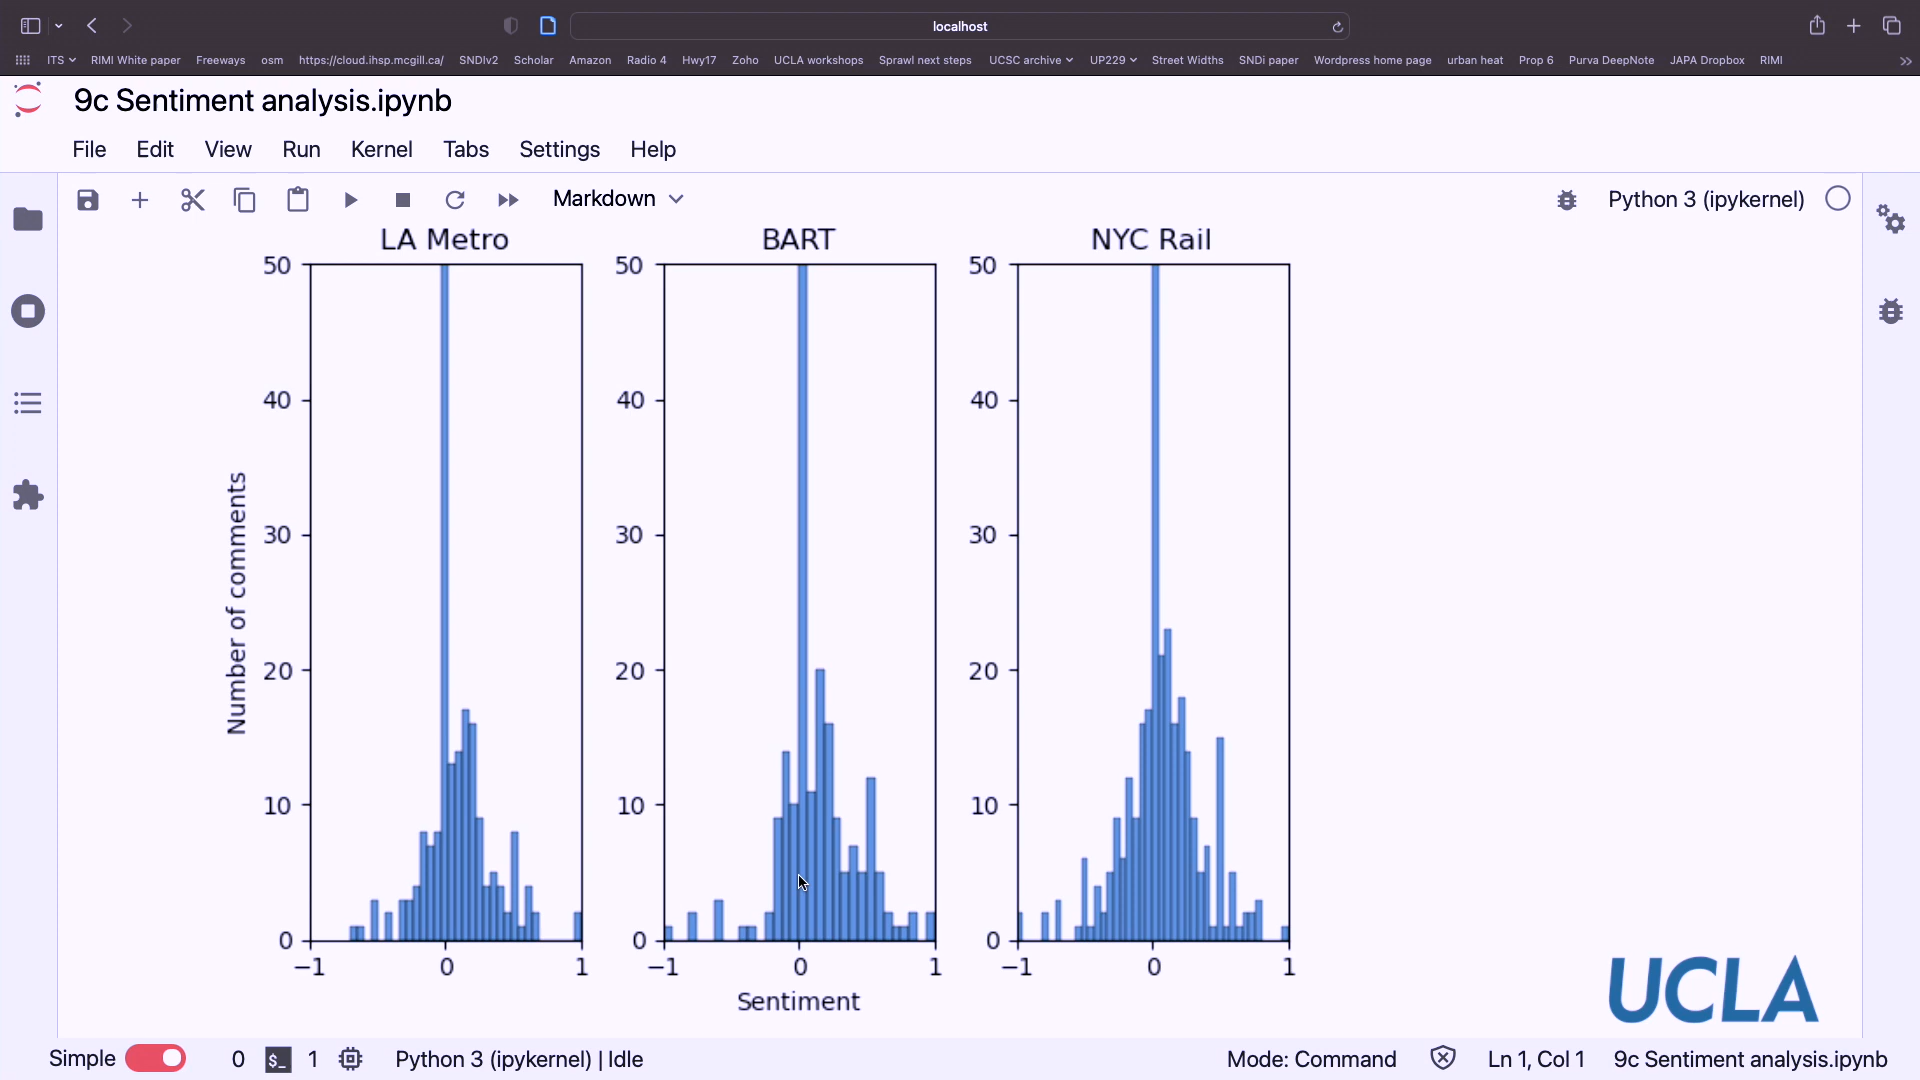 localhost
ITS RIMI White paper Freeways osm https://cloud.ihsp.mcgill.ca/ SNDIv2 Scholar Amazon Radio 4 Hwy17 Zoho UCLA workshops Sprawl next steps UCSC archive UP229 Street Widths SNDi paper Wordpress home page urban heat Prop 6 Purva DeepNote JAPA Dropbox RIMI
9c Sentiment analysis.ipynb
File Edit View Run Kernel Tabs Settings Help
Markdown Python 3 (ipykernel)
LA Metro BART NYC Rail
50 50 50
40 40 40
30 30 30
20 20 20
10 10 10
0 0 0
Number of comments
−1 0 1 −1 0 1 −1 0 1
Sentiment
UCLA
Simple 0 $_ 1 Python 3 (ipykernel) | Idle Mode: Command Ln 1, Col 1 9c Sentiment analysis.ipynb